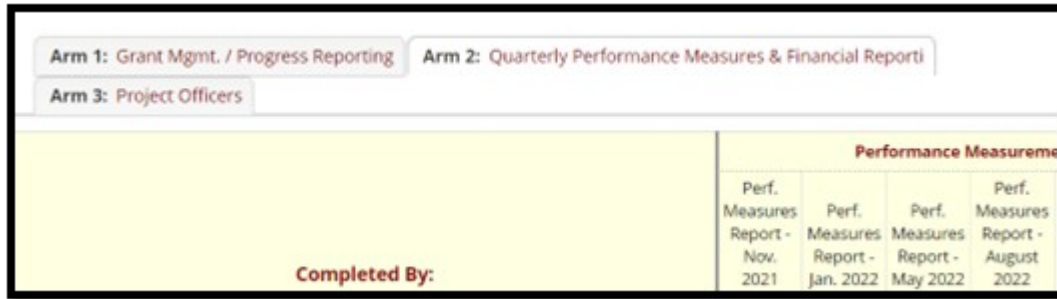 Arm 1: Grant Mgmt. / Progress Reporting
Arm 2: Quarterly Performance Measures & Financial Reporti
Arm 3: Project Officers
Performance Measureme
Completed By:
Perf.
Measures
Report -
Nov.
2021
Perf.
Measures
Report -
Jan. 2022
Perf.
Measures
Report -
May 2022
Perf.
Measures
Report -
August
2022